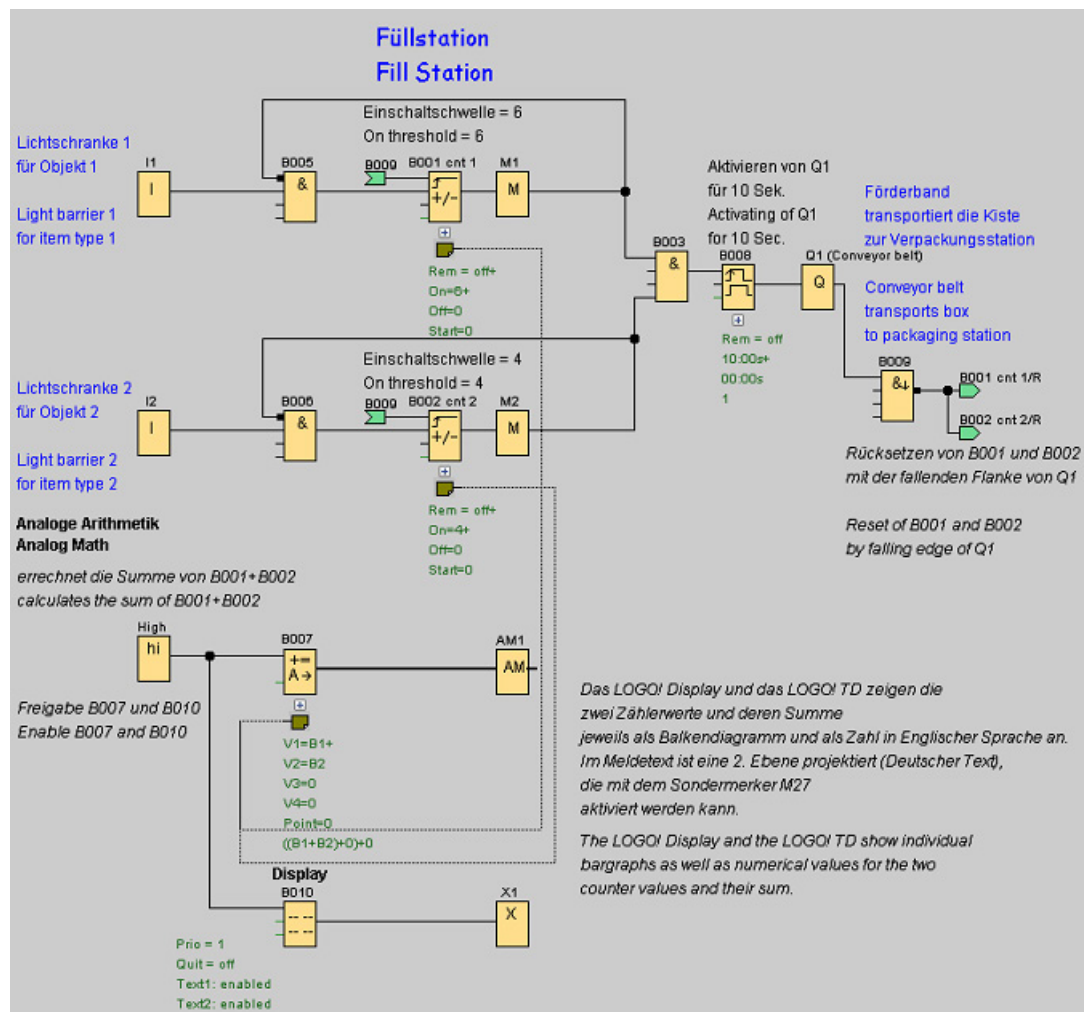 Füllstation
Fill Station
Einschaltschwelle = 6
On threshold = 6
Lichtschranke 1
für Objekt 1
Light barrier 1
for item type 1
I1
I
B005
&
B009
B001 cnt 1
+/-
M1
M
Rem = off+
On=6+
Off=0
Start=0
Aktivieren von Q1
für 10 Sek.
Activating of Q1
for 10 Sec.
B003
&
B008
Rem = off
10:00s+
00:00s
1
Q1 (Conveyor belt)
Q
Förderband
transportiert die Kiste
zur Verpackungsstation
Conveyor belt
transports box
to packaging station
B009
&↓
B001 cnt 1/R
B002 cnt 2/R
Rücksetzen von B001 und B002
mit der fallenden Flanke von Q1
Reset of B001 and B002
by falling edge of Q1
Einschaltschwelle = 4
On threshold = 4
Lichtschranke 2
für Objekt 2
Light barrier 2
for item type 2
I2
I
B006
&
B009
B002 cnt 2
+/-
M2
M
Rem = off+
On=4+
Off=0
Start=0
Analoge Arithmetik
Analog Math
errechnet die Summe von B001+B002
calculates the sum of B001+B002
High
hi
Freigabe B007 und B010
Enable B007 and B010
B007
+=
A→
AM1
AM
V1=B1+
V2=B2
V3=0
V4=0
Point=0
((B1+B2)+0)+0
Das LOGO! Display und das LOGO! TD zeigen die
zwei Zählerwerte und deren Summe
jeweils als Balkendiagramm und als Zahl in Englischer Sprache an.
Im Meldetext ist eine 2. Ebene projektiert (Deutscher Text),
die mit dem Sondermerker M27
aktiviert werden kann.
The LOGO! Display and the LOGO! TD show individual
bargraphs as well as numerical values for the two
counter values and their sum.
Display
B010
X1
X
Prio = 1
Quit = off
Text1: enabled
Text2: enabled